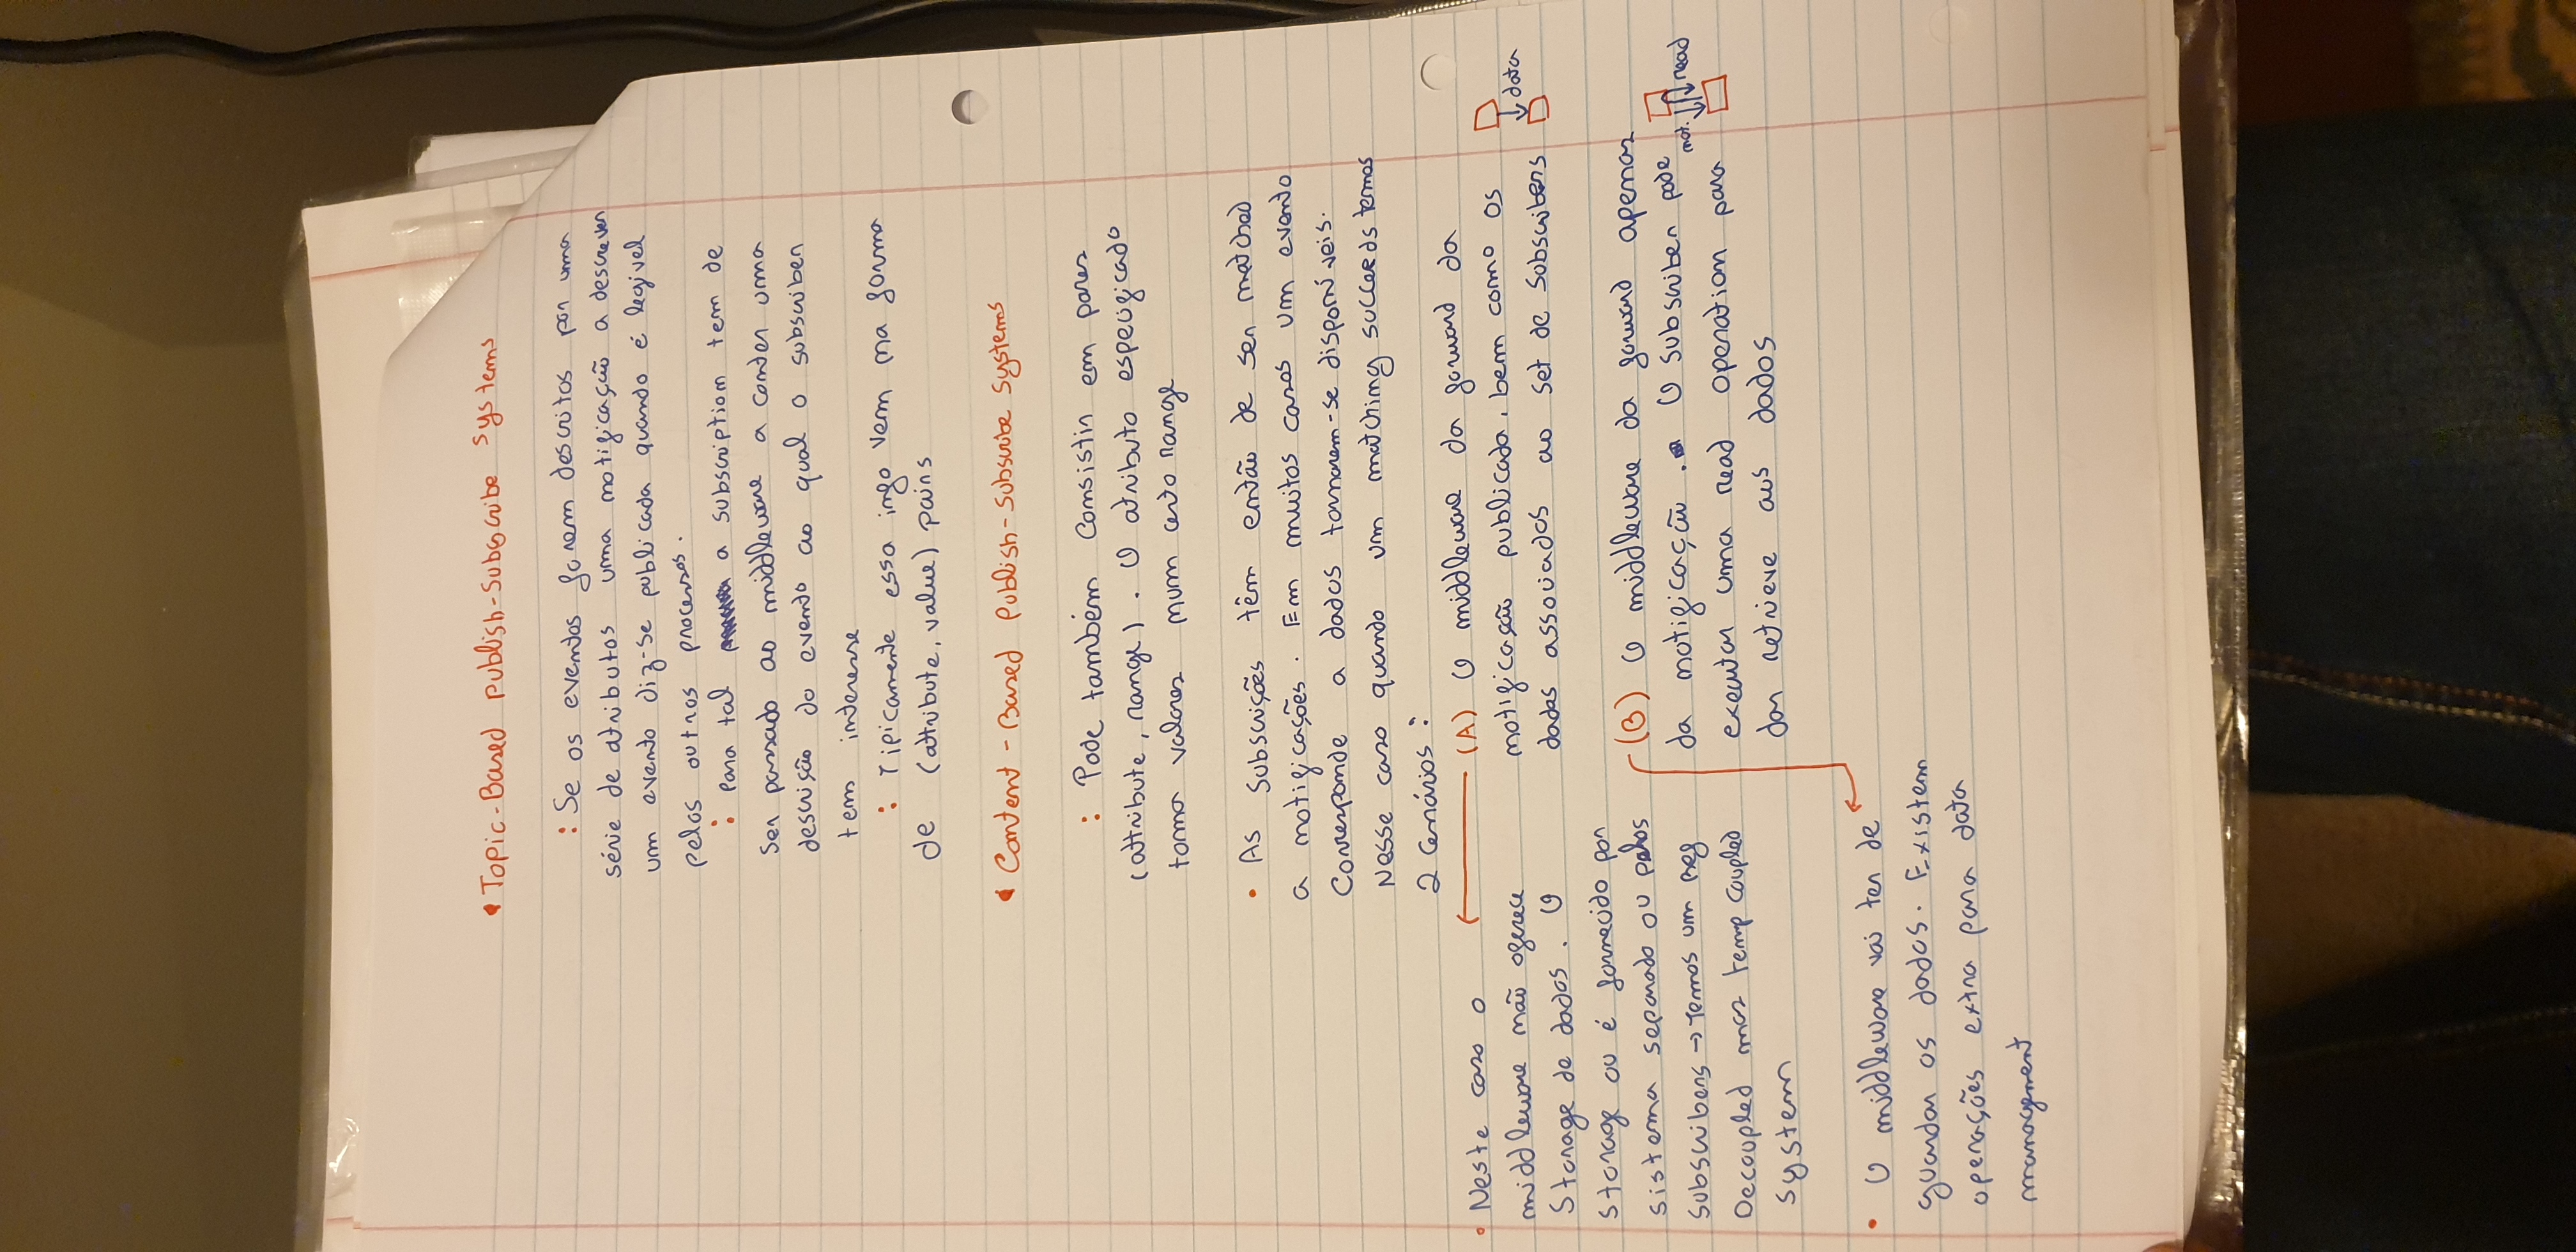 • Topic-Based Publish-Subscribe Systems
: Se os eventos forem descritos por uma
série de atributos uma notificação a descrever
um evento diz-se publicada quando é legivel
pelos outros processos.
: Para tal a subscription tem de
ser passado ao middleware a conter uma
descrisão do evento ao qual o subscriber
tem interesse
: Tipicamente essa info vem na forma
de (attribute, value) pairs
• Content-Based Publish-Subscribe Systems
: Pode também consistir em pares
(attribute, range). O atributo especificado
toma valores num certo range
• As subscrições têm então de ser matched
a notificações. Em muitos casos um evento
corresponde a dados tornarem-se disponíveis.
Nesse caso quando um matching succeeds temos
2 cenários:
(A) O middleware da forward da
notificação publicada, bem como os
dados associados ao set de subscribers
data
• Neste caso o
middleware não oferece
Storage de dados. O
storage ou é fornecido por
sistema separado ou pelos
subscribers → Temos um Ref
Decoupled mas temp coupled
system
(B) O middleware da forward apenas
da notificação. O subscriber pode
executar uma read operation para
dar retrieve aos dados
not. read
• O middleware vai ter de
guardar os dados. Existem
operações extra para data
management